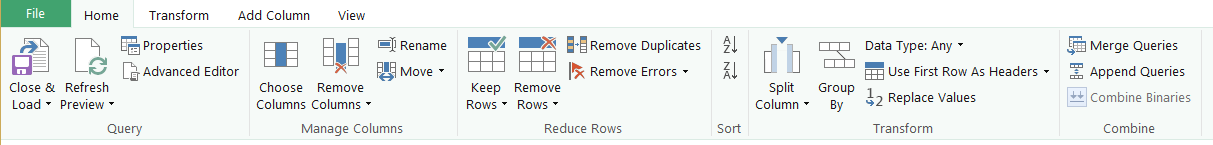 File Home Transform Add Column View
Close & Load
Refresh Preview
Properties
Advanced Editor
Query
Choose Columns
Remove Columns
Rename
Move
Manage Columns
Keep Rows
Remove Rows
Remove Duplicates
Remove Errors
Reduce Rows
A
Z
Z
A
Sort
Split Column
Group By
Data Type: Any
Use First Row As Headers
1
2
Replace Values
Transform
Merge Queries
Append Queries
Combine Binaries
Combine